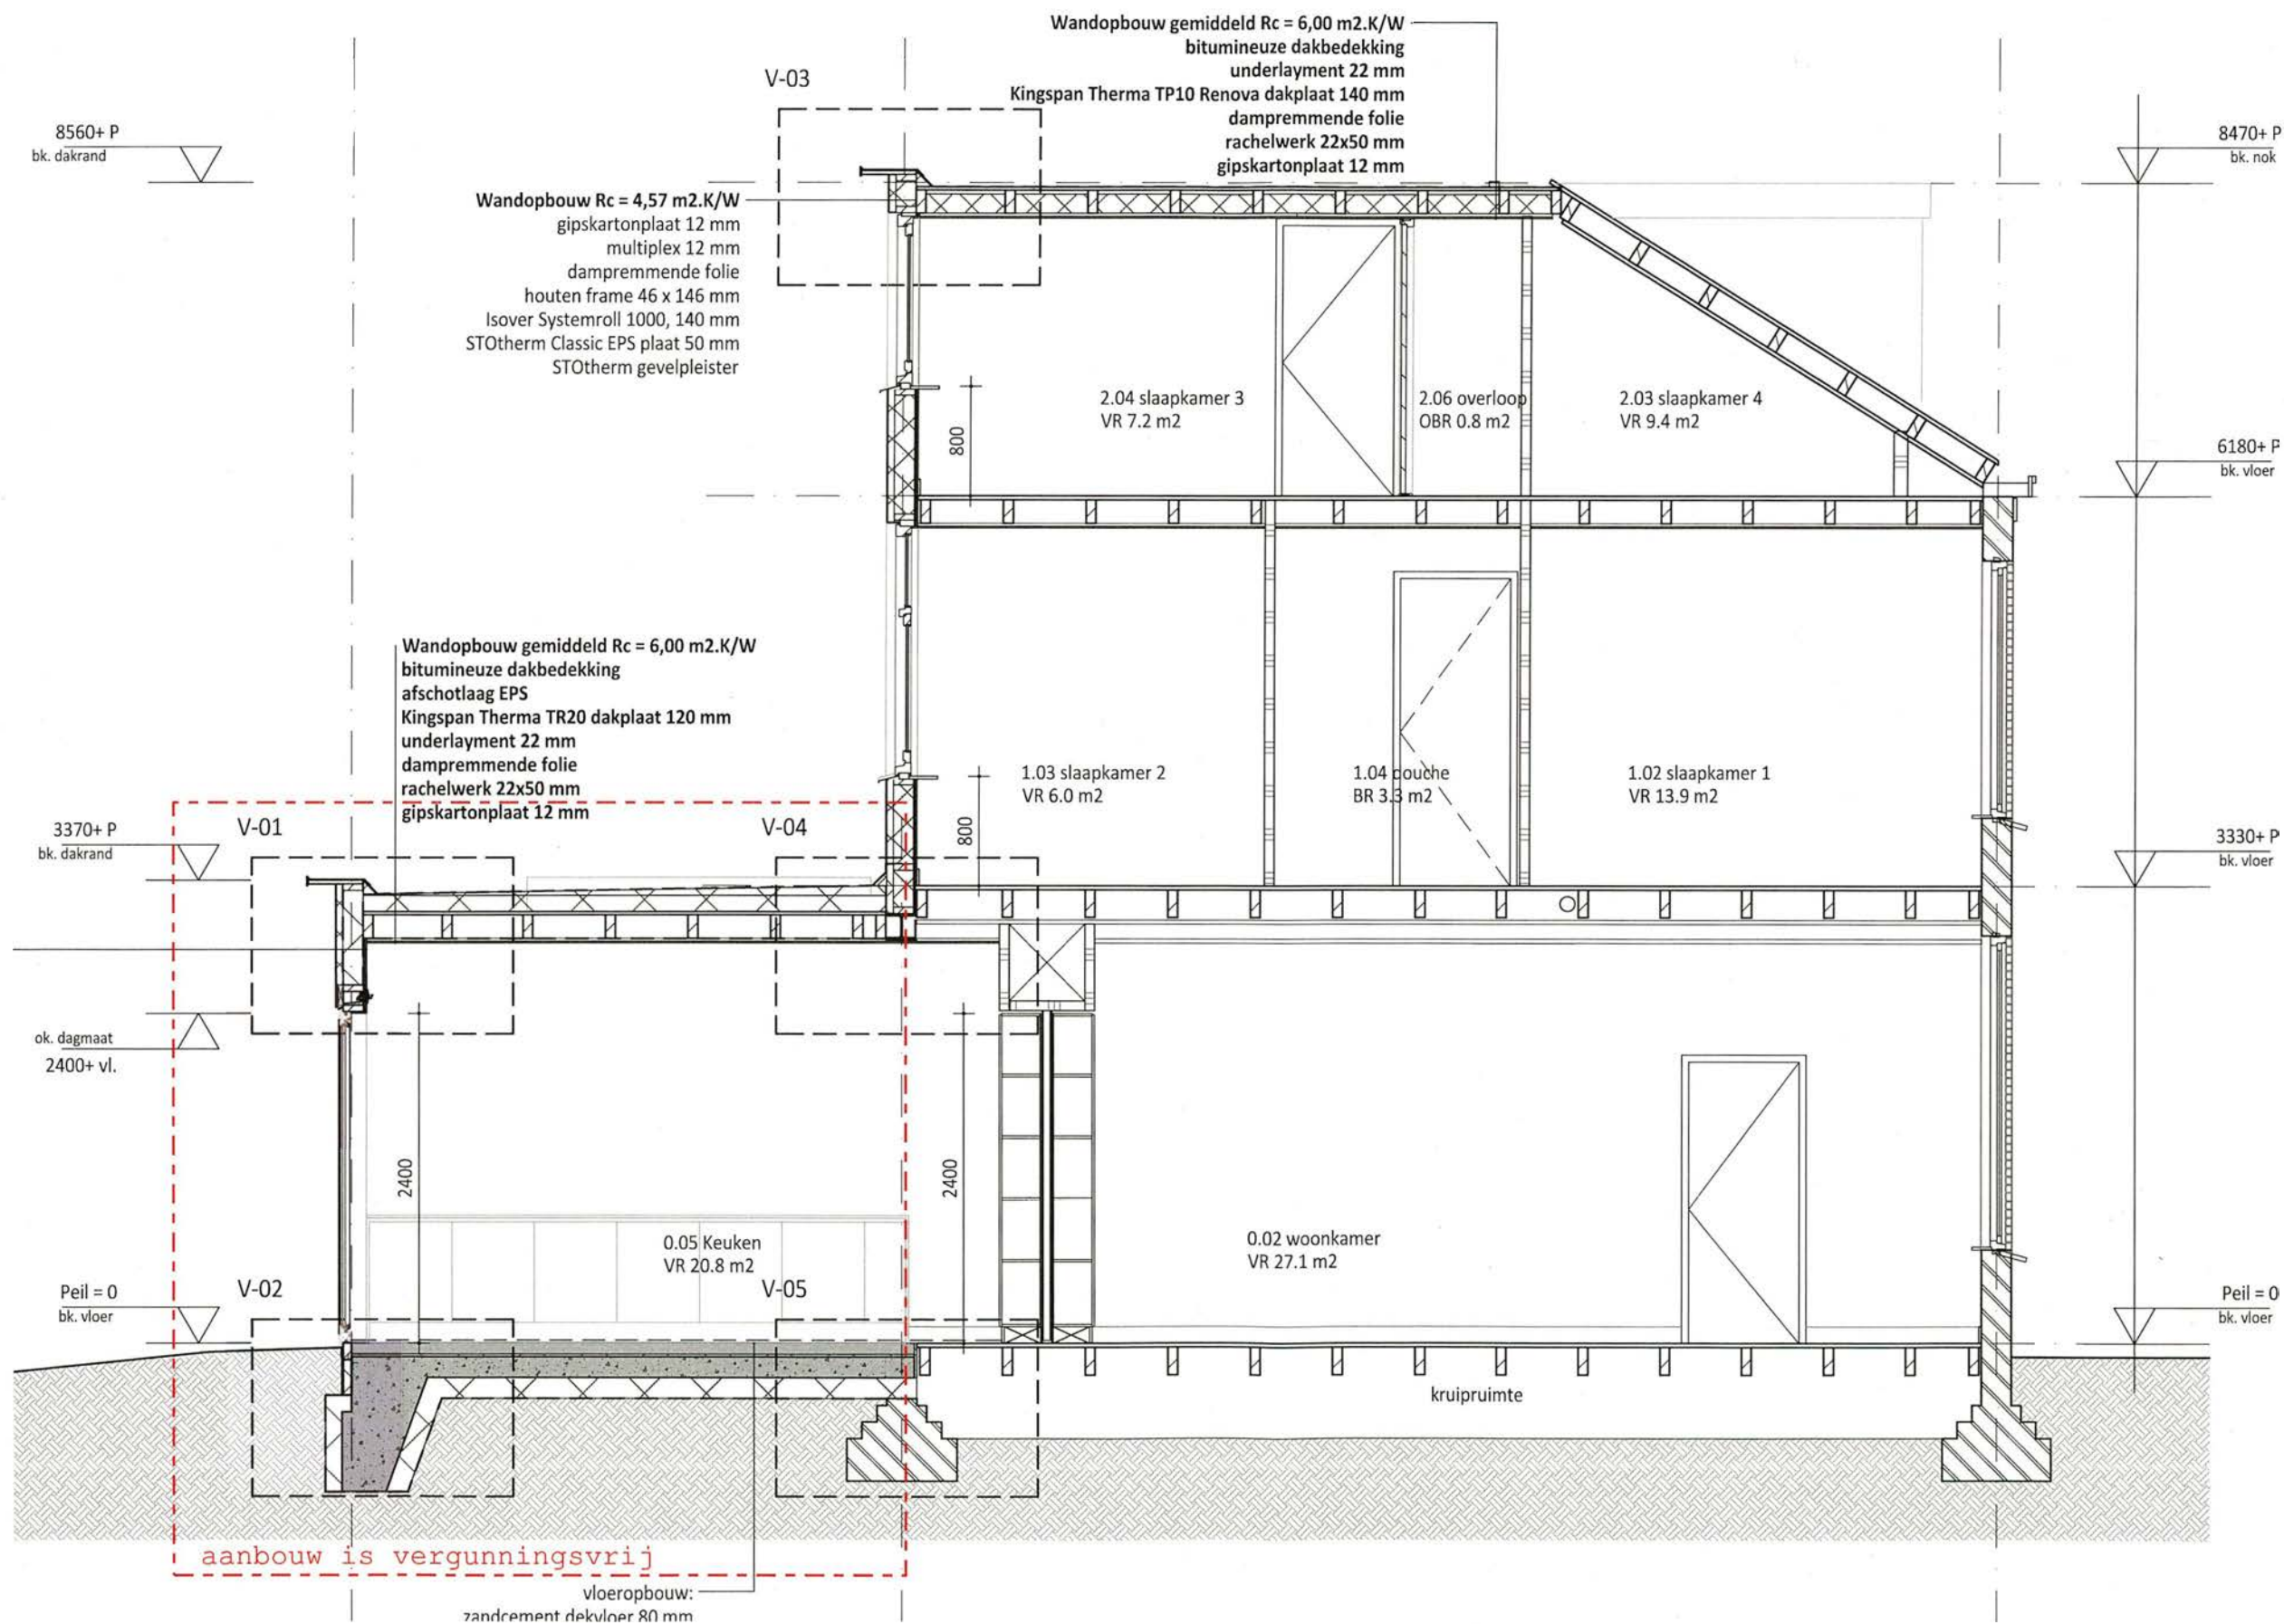 Wandopbouw gemiddeld Rc = 6,00 m2.K/W
bitumineuze dakbedekking
underlayment 22 mm
Kingspan Therma TP10 Renova dakplaat 140 mm
dampremmende folie
rachelwerk 22x50 mm
gipskartonplaat 12 mm
V-03
8560+ P
bk. dakrand
8470+ P
bk. nok
Wandopbouw Rc = 4,57 m2.K/W
gipskartonplaat 12 mm
multiplex 12 mm
dampremmende folie
houten frame 46 x 146 mm
Isover Systemroll 1000, 140 mm
STOtherm Classic EPS plaat 50 mm
STOtherm gevelpleister
2.04 slaapkamer 3
VR 7.2 m2
2.06 overloop
OBR 0.8 m2
2.03 slaapkamer 4
VR 9.4 m2
800
6180+ P
bk. vloer
Wandopbouw gemiddeld Rc = 6,00 m2.K/W
bitumineuze dakbedekking
afschotlaag EPS
Kingspan Therma TR20 dakplaat 120 mm
underlayment 22 mm
dampremmende folie
rachelwerk 22x50 mm
gipskartonplaat 12 mm
1.03 slaapkamer 2
VR 6.0 m2
1.04 douche
BR 3.3 m2
1.02 slaapkamer 1
VR 13.9 m2
800
V-01
V-04
3370+ P
bk. dakrand
3330+ P
bk. vloer
ok. dagmaat
2400+ vl.
2400
2400
0.05 Keuken
VR 20.8 m2
0.02 woonkamer
VR 27.1 m2
V-02
V-05
Peil = 0
bk. vloer
Peil = 0
bk. vloer
kruipruimte
aanbouw is vergunningsvrij
vloeropbouw:
zandcement dekvloer 80 mm